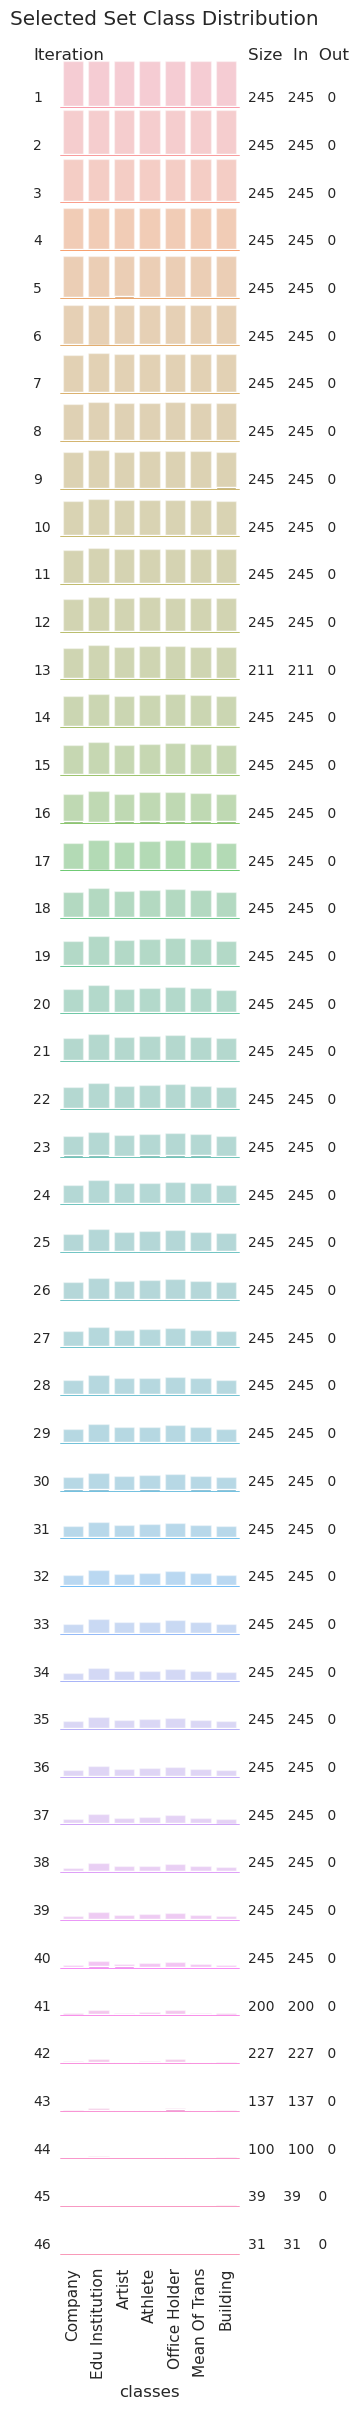 Selected Set Class Distribution
Iteration Size In Out
1 245 245 0
2 245 245 0
3 245 245 0
4 245 245 0
5 245 245 0
6 245 245 0
7 245 245 0
8 245 245 0
9 245 245 0
10 245 245 0
11 245 245 0
12 245 245 0
13 211 211 0
14 245 245 0
15 245 245 0
16 245 245 0
17 245 245 0
18 245 245 0
19 245 245 0
20 245 245 0
21 245 245 0
22 245 245 0
23 245 245 0
24 245 245 0
25 245 245 0
26 245 245 0
27 245 245 0
28 245 245 0
29 245 245 0
30 245 245 0
31 245 245 0
32 245 245 0
33 245 245 0
34 245 245 0
35 245 245 0
36 245 245 0
37 245 245 0
38 245 245 0
39 245 245 0
40 245 245 0
41 200 200 0
42 227 227 0
43 137 137 0
44 100 100 0
45 39 39 0
46 31 31 0
Company
Edu Institution
Artist
Athlete
Office Holder
Mean Of Trans
Building
classes